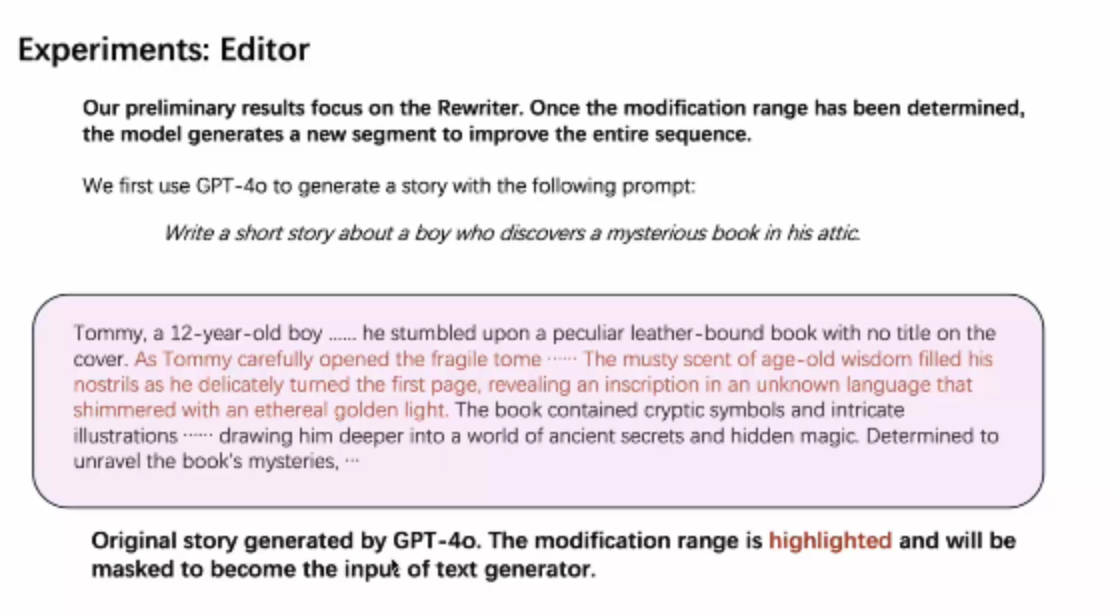 Experiments: Editor
Our preliminary results focus on the Rewriter. Once the modification range has been determined,
the model generates a new segment to improve the entire sequence.
We first use GPT-4o to generate a story with the following prompt:
Write a short story about a boy who discovers a mysterious book in his attic.
Tommy, a 12-year-old boy ...... he stumbled upon a peculiar leather-bound book with no title on the
cover. As Tommy carefully opened the fragile tome ······ The musty scent of age-old wisdom filled his
nostrils as he delicately turned the first page, revealing an inscription in an unknown language that
shimmered with an ethereal golden light. The book contained cryptic symbols and intricate
illustrations ······ drawing him deeper into a world of ancient secrets and hidden magic. Determined to
unravel the book's mysteries, ···
Original story generated by GPT-4o. The modification range is highlighted and will be
masked to become the input of text generator.